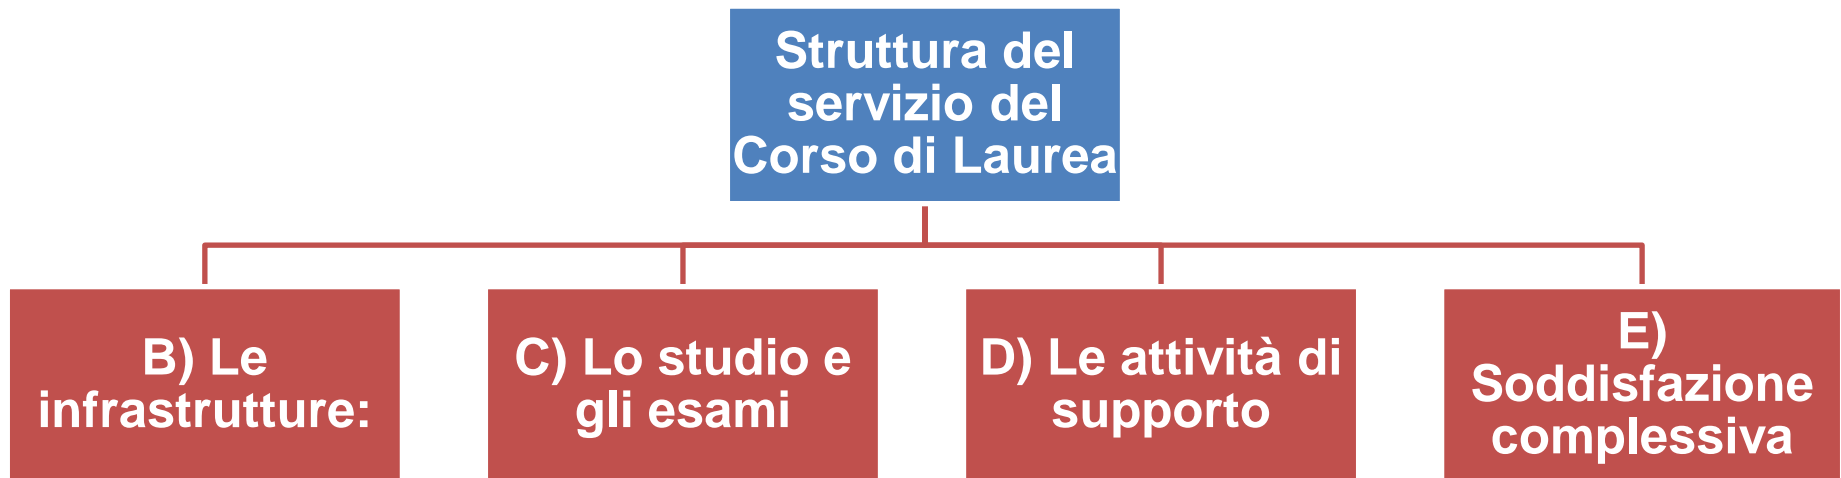 Struttura del
servizio del
Corso di Laurea
B) Le
infrastrutture:
C) Lo studio e
gli esami
D) Le attività di
supporto
E)
Soddisfazione
complessiva